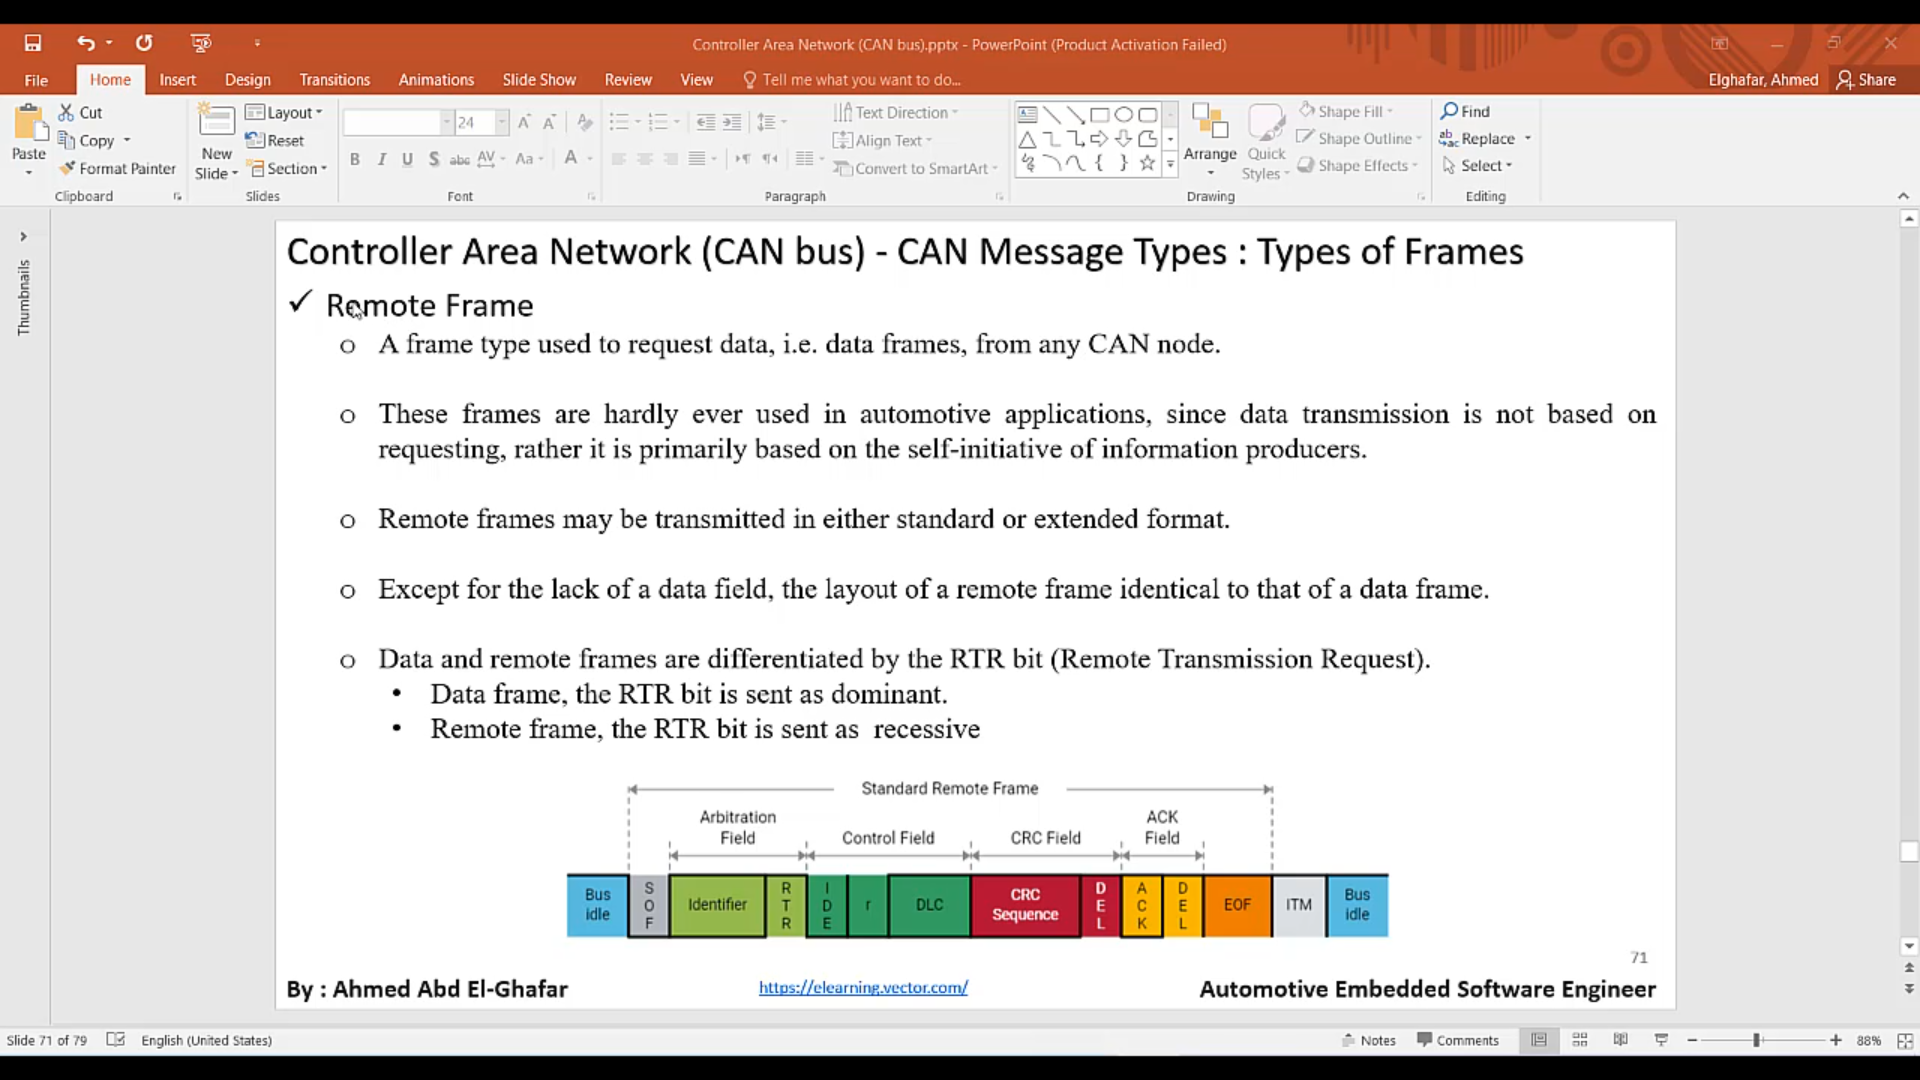 Controller Area Network (CAN bus).pptx - PowerPoint (Product Activation Failed)
File Home Insert Design Transitions Animations Slide Show Review View Tell me what you want to do... Elghafar, Ahmed Share
Paste Cut Copy Format Painter
Clipboard
New Slide Layout Reset Section
Slides
24
B I U S abc AV Aa A
Font
Text Direction
Align Text
Convert to SmartArt
Paragraph
Arrange Quick Styles Shape Fill Shape Outline Shape Effects
Drawing
Find
Replace
Select
Editing
Thumbnails
Controller Area Network (CAN bus) - CAN Message Types : Types of Frames
✓ Remote Frame
o A frame type used to request data, i.e. data frames, from any CAN node.
o These frames are hardly ever used in automotive applications, since data transmission is not based on
requesting, rather it is primarily based on the self-initiative of information producers.
o Remote frames may be transmitted in either standard or extended format.
o Except for the lack of a data field, the layout of a remote frame identical to that of a data frame.
o Data and remote frames are differentiated by the RTR bit (Remote Transmission Request).
• Data frame, the RTR bit is sent as dominant.
• Remote frame, the RTR bit is sent as recessive
Standard Remote Frame
Arbitration Field Control Field CRC Field ACK Field
Bus idle SOF Identifier RTR IDE r DLC CRC Sequence DEL ACK DEL EOF ITM Bus idle
71
By : Ahmed Abd El-Ghafar https://elearning.vector.com/ Automotive Embedded Software Engineer
Slide 71 of 79 English (United States) Notes Comments 88%